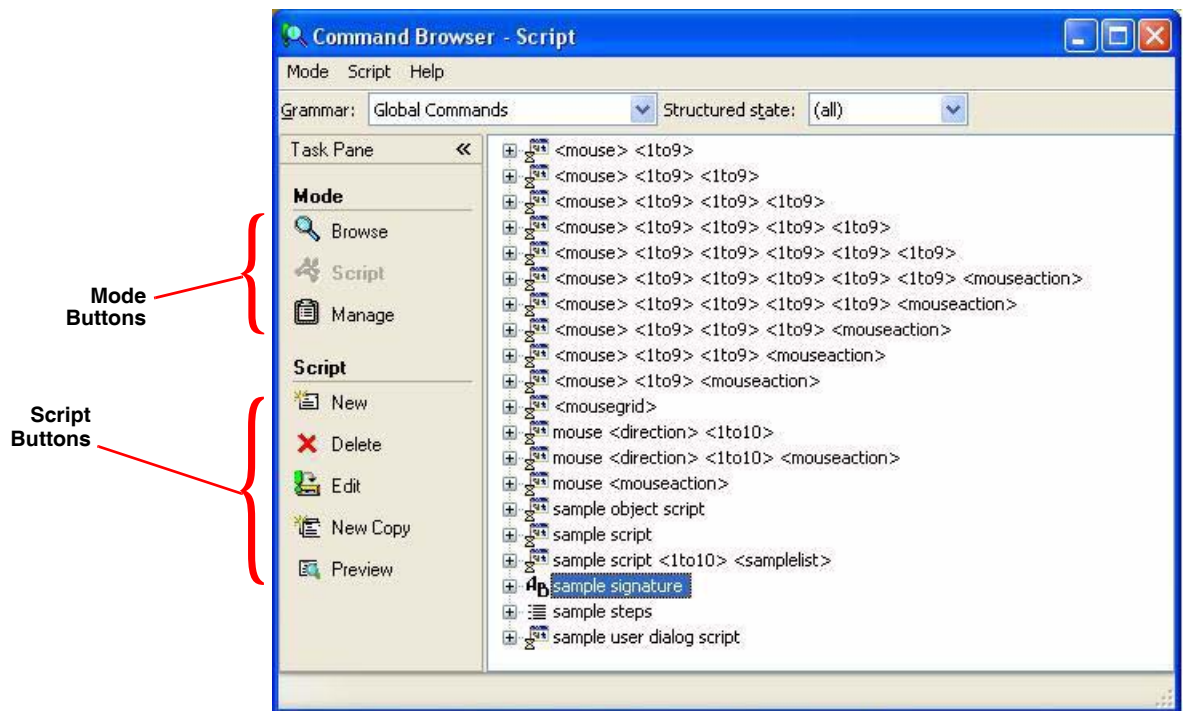 Command Browser - Script
Mode Script Help
Grammar: Global Commands Structured state: (all)
Task Pane «
Mode
Browse
Script
Manage
Script
New
Delete
Edit
New Copy
Preview
<mouse> <1to9>
<mouse> <1to9> <1to9>
<mouse> <1to9> <1to9> <1to9>
<mouse> <1to9> <1to9> <1to9> <1to9>
<mouse> <1to9> <1to9> <1to9> <1to9> <1to9>
<mouse> <1to9> <1to9> <1to9> <1to9> <1to9> <mouseaction>
<mouse> <1to9> <1to9> <1to9> <1to9> <mouseaction>
<mouse> <1to9> <1to9> <1to9> <mouseaction>
<mouse> <1to9> <1to9> <mouseaction>
<mouse> <1to9> <mouseaction>
<mousegrid>
mouse <direction> <1to10>
mouse <direction> <1to10> <mouseaction>
mouse <mouseaction>
sample object script
sample script
sample script <1to10> <samplelist>
sample signature
sample steps
sample user dialog script
Mode
Buttons
Script
Buttons